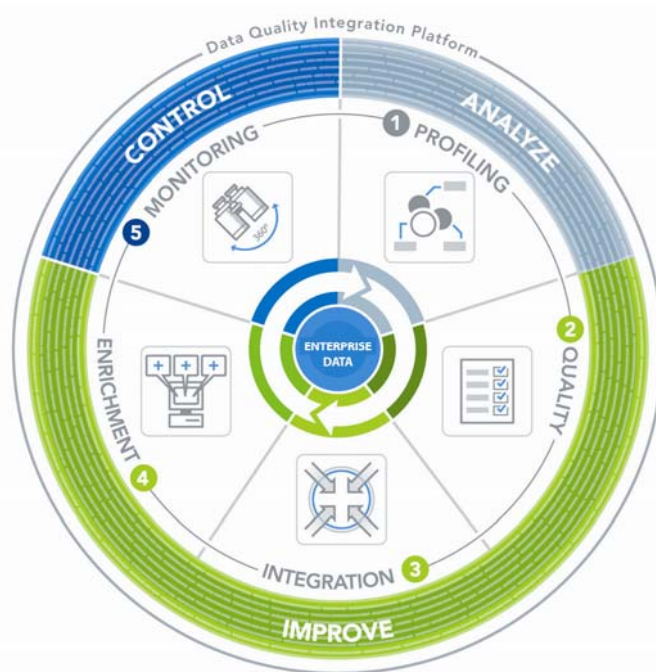 Data Quality Integration Platform
CONTROL
ANALYZE
1 PROFILING
2 QUALITY
3 INTEGRATION
4 ENRICHMENT
5 MONITORING
360°
ENTERPRISE
DATA
IMPROVE